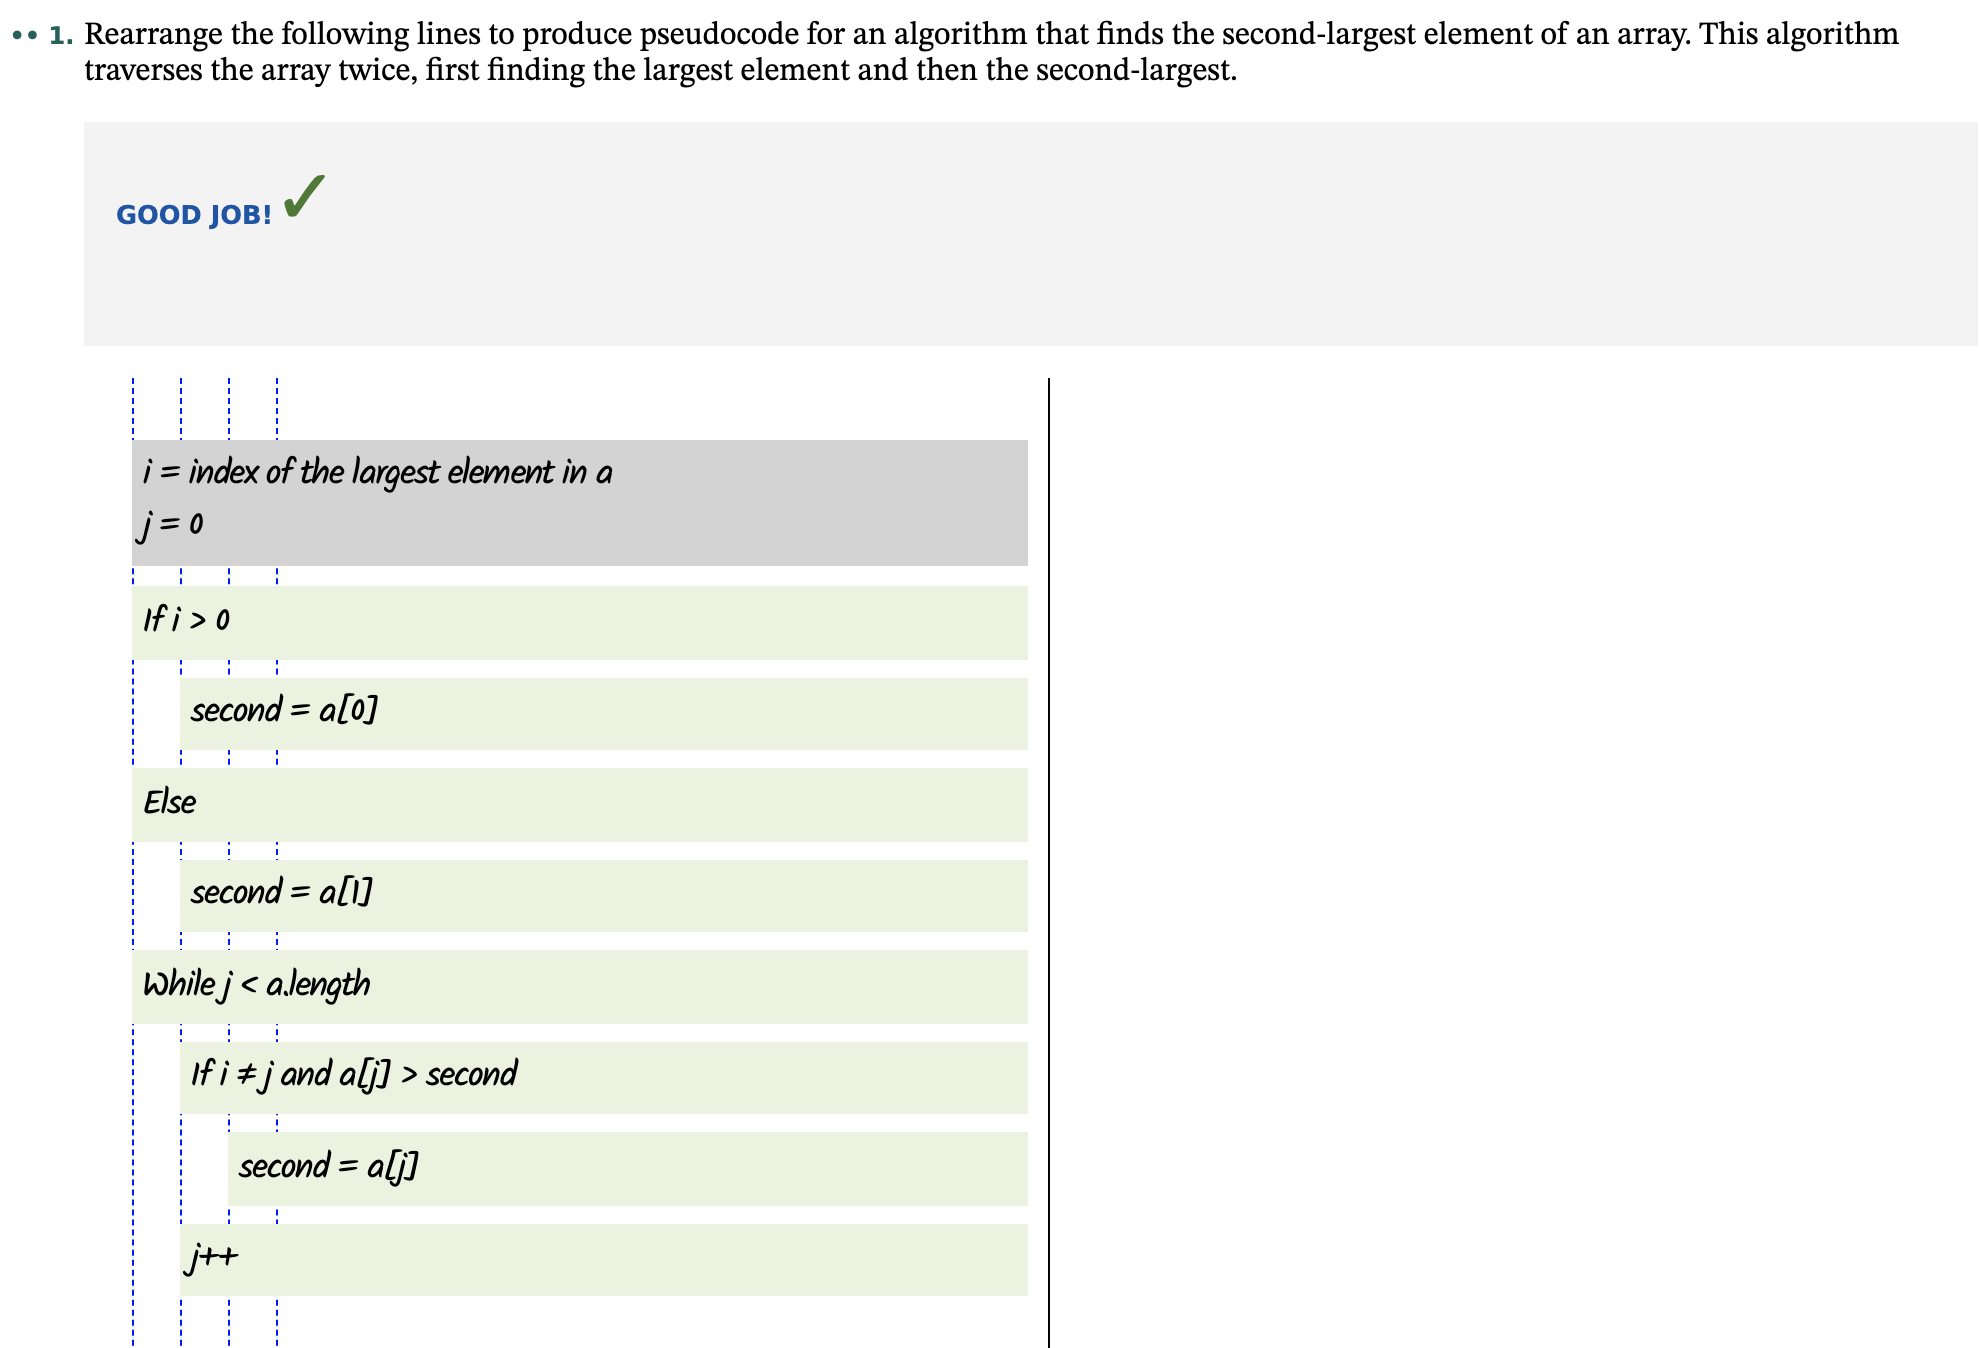 •• 1. Rearrange the following lines to produce pseudocode for an algorithm that finds the second-largest element of an array. This algorithm
traverses the array twice, first finding the largest element and then the second-largest.
GOOD JOB! ✓
i = index of the largest element in a
j = 0
If i > 0
second = a[0]
Else
second = a[1]
While j < a.length
If i ≠ j and a[j] > second
second = a[j]
j++